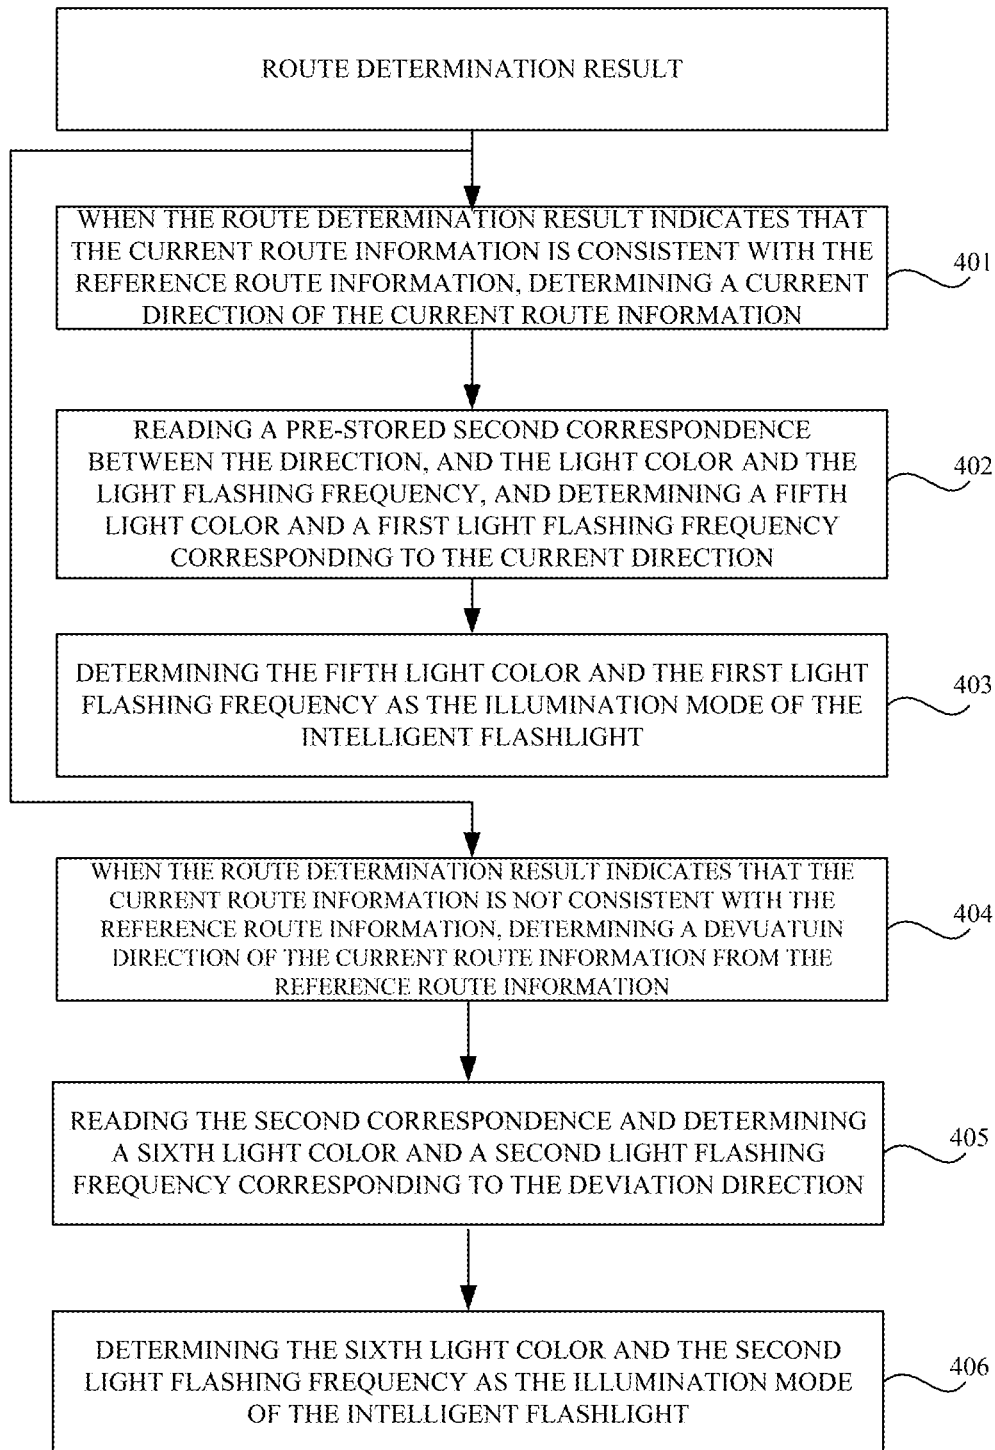 ROUTE DETERMINATION RESULT
WHEN THE ROUTE DETERMINATION RESULT INDICATES THAT
THE CURRENT ROUTE INFORMATION IS CONSISTENT WITH THE
REFERENCE ROUTE INFORMATION, DETERMINING A CURRENT
DIRECTION OF THE CURRENT ROUTE INFORMATION
401
READING A PRE-STORED SECOND CORRESPONDENCE
BETWEEN THE DIRECTION, AND THE LIGHT COLOR AND THE
LIGHT FLASHING FREQUENCY, AND DETERMINING A FIFTH
LIGHT COLOR AND A FIRST LIGHT FLASHING FREQUENCY
CORRESPONDING TO THE CURRENT DIRECTION
402
DETERMINING THE FIFTH LIGHT COLOR AND THE FIRST LIGHT
FLASHING FREQUENCY AS THE ILLUMINATION MODE OF THE
INTELLIGENT FLASHLIGHT
403
WHEN THE ROUTE DETERMINATION RESULT INDICATES THAT THE
CURRENT ROUTE INFORMATION IS NOT CONSISTENT WITH THE
REFERENCE ROUTE INFORMATION, DETERMINING A DEVUATUIN
DIRECTION OF THE CURRENT ROUTE INFORMATION FROM THE
REFERENCE ROUTE INFORMATION
404
READING THE SECOND CORRESPONDENCE AND DETERMINING
A SIXTH LIGHT COLOR AND A SECOND LIGHT FLASHING
FREQUENCY CORRESPONDING TO THE DEVIATION DIRECTION
405
DETERMINING THE SIXTH LIGHT COLOR AND THE SECOND
LIGHT FLASHING FREQUENCY AS THE ILLUMINATION MODE
OF THE INTELLIGENT FLASHLIGHT
406